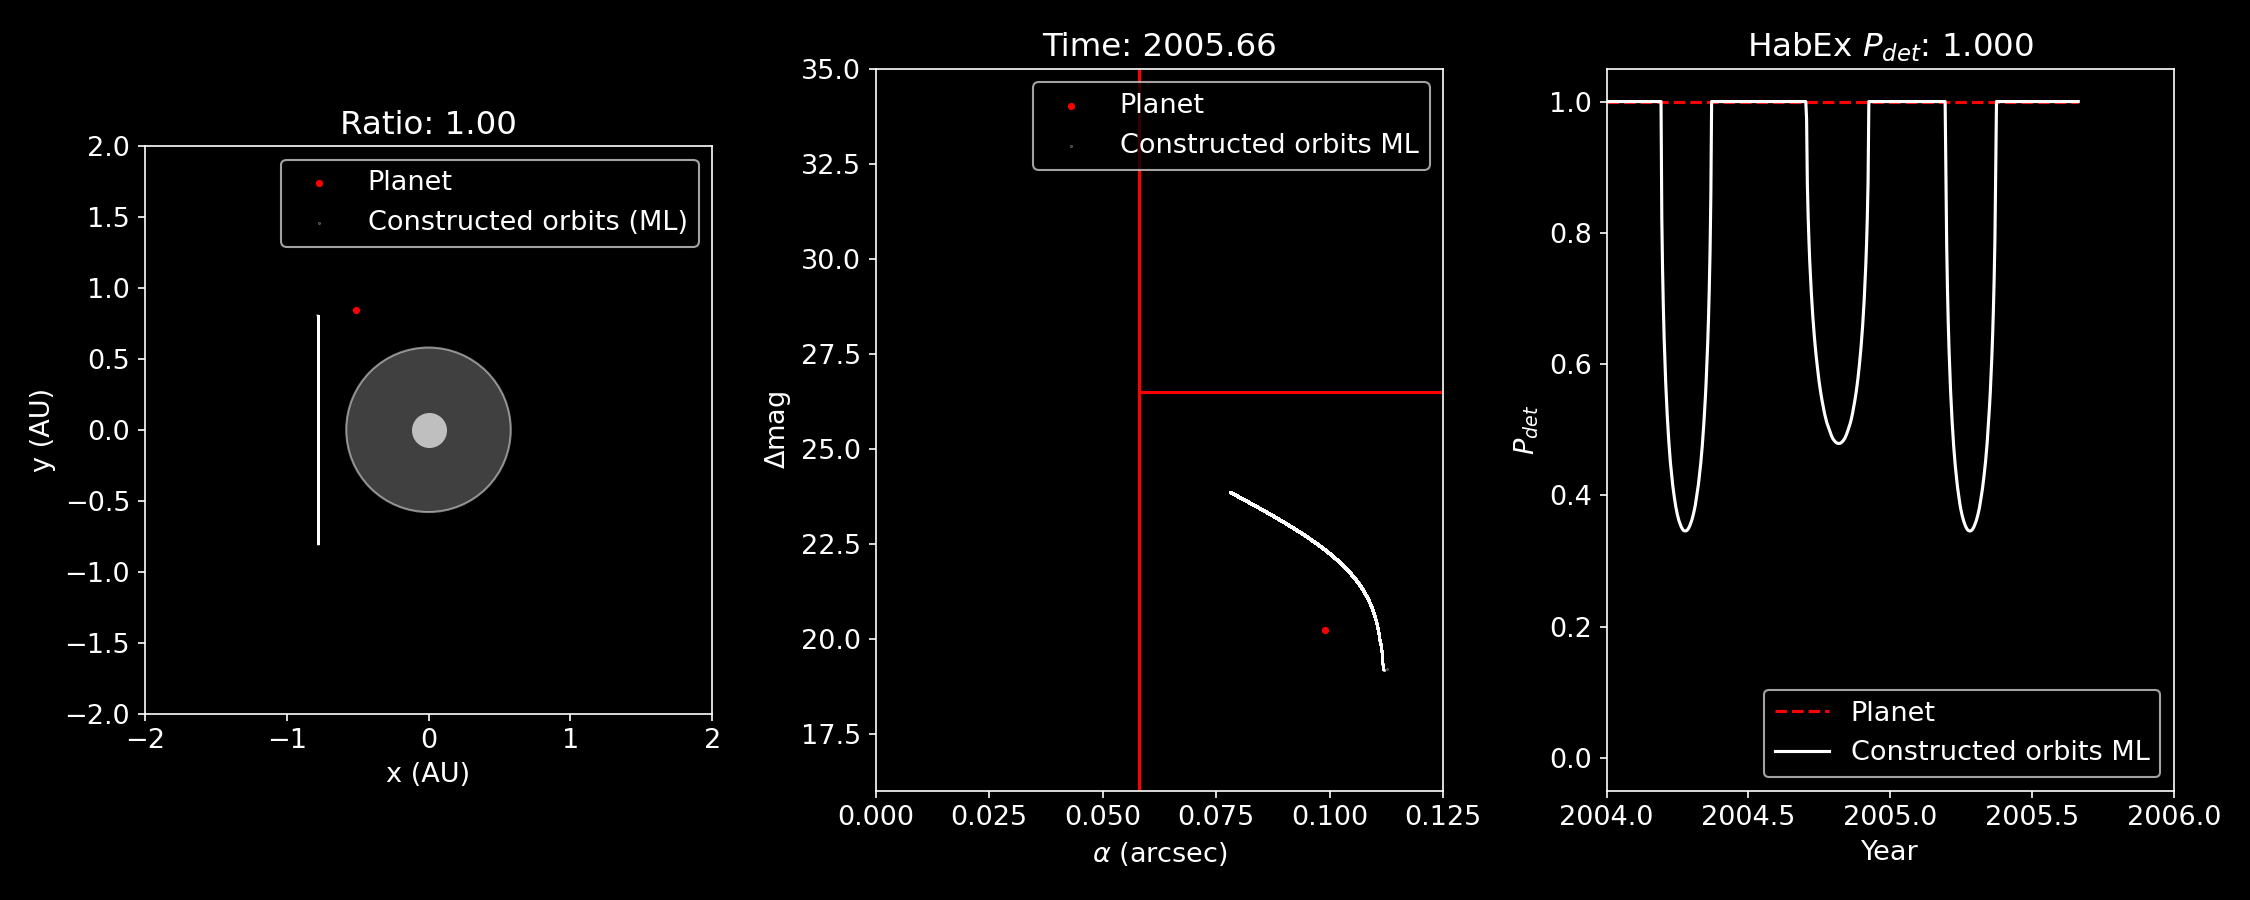 Ratio: 1.00
Planet
Constructed orbits (ML)
2.0
1.5
1.0
0.5
0.0
−0.5
−1.0
−1.5
−2.0
y (AU)
−2
−1
0
1
2
x (AU)
Time: 2005.66
Planet
Constructed orbits ML
35.0
32.5
30.0
27.5
25.0
22.5
20.0
17.5
Δmag
0.000
0.025
0.050
0.075
0.100
0.125
α (arcsec)
HabEx P_det: 1.000
1.0
0.8
0.6
0.4
0.2
0.0
P_det
Planet
Constructed orbits ML
2004.0
2004.5
2005.0
2005.5
2006.0
Year